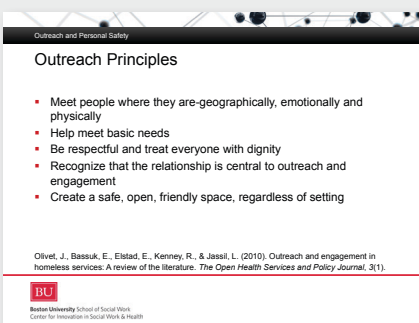 Outreach and Personal Safety
Outreach Principles
▪ Meet people where they are-geographically, emotionally and
physically
▪ Help meet basic needs
▪ Be respectful and treat everyone with dignity
▪ Recognize that the relationship is central to outreach and
engagement
▪ Create a safe, open, friendly space, regardless of setting
Olivet, J., Bassuk, E., Elstad, E., Kenney, R., & Jassil, L. (2010). Outreach and engagement in
homeless services: A review of the literature. The Open Health Services and Policy Journal, 3(1).
BU
Boston University School of Social Work
Center for Innovation in Social Work & Health